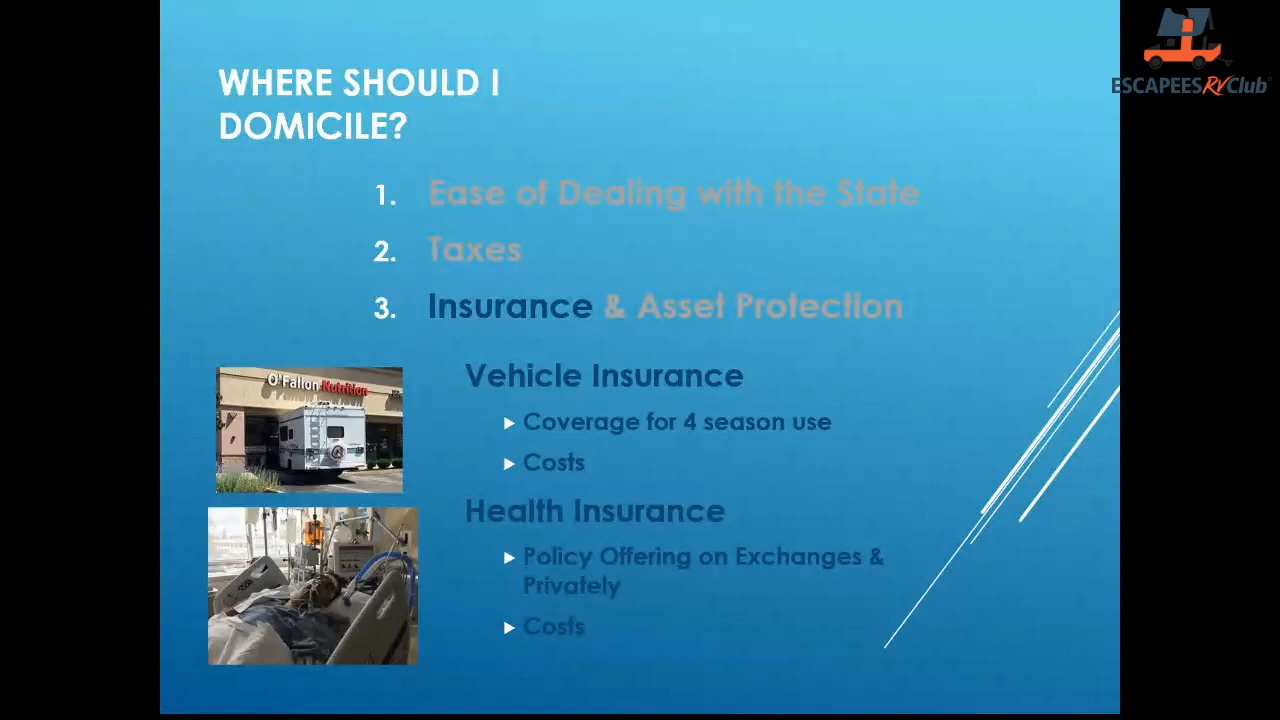 ESCAPEES RV Club
WHERE SHOULD I
DOMICILE?
1. Ease of Dealing with the State
2. Taxes
3. Insurance & Asset Protection
O'Fallon Nutrition
Vehicle Insurance
Coverage for 4 season use
Costs
Health Insurance
Policy Offering on Exchanges &
Privately
Costs